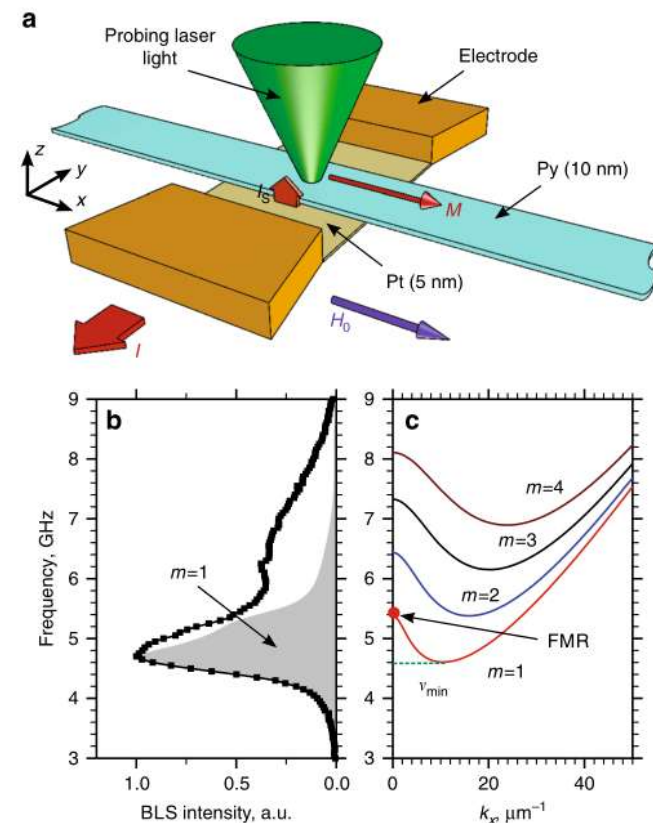 a
Probing laser
light
Electrode
z
y
x
I_S
M
Py (10 nm)
Pt (5 nm)
H_0
I
b
c
9
8
7
6
5
4
3
Frequency, GHz
m=1
1.0
0.5
0.0
BLS intensity, a.u.
9
8
7
6
5
4
3
m=4
m=3
m=2
FMR
m=1
ν_min
0
20
40
k_x, μm⁻¹